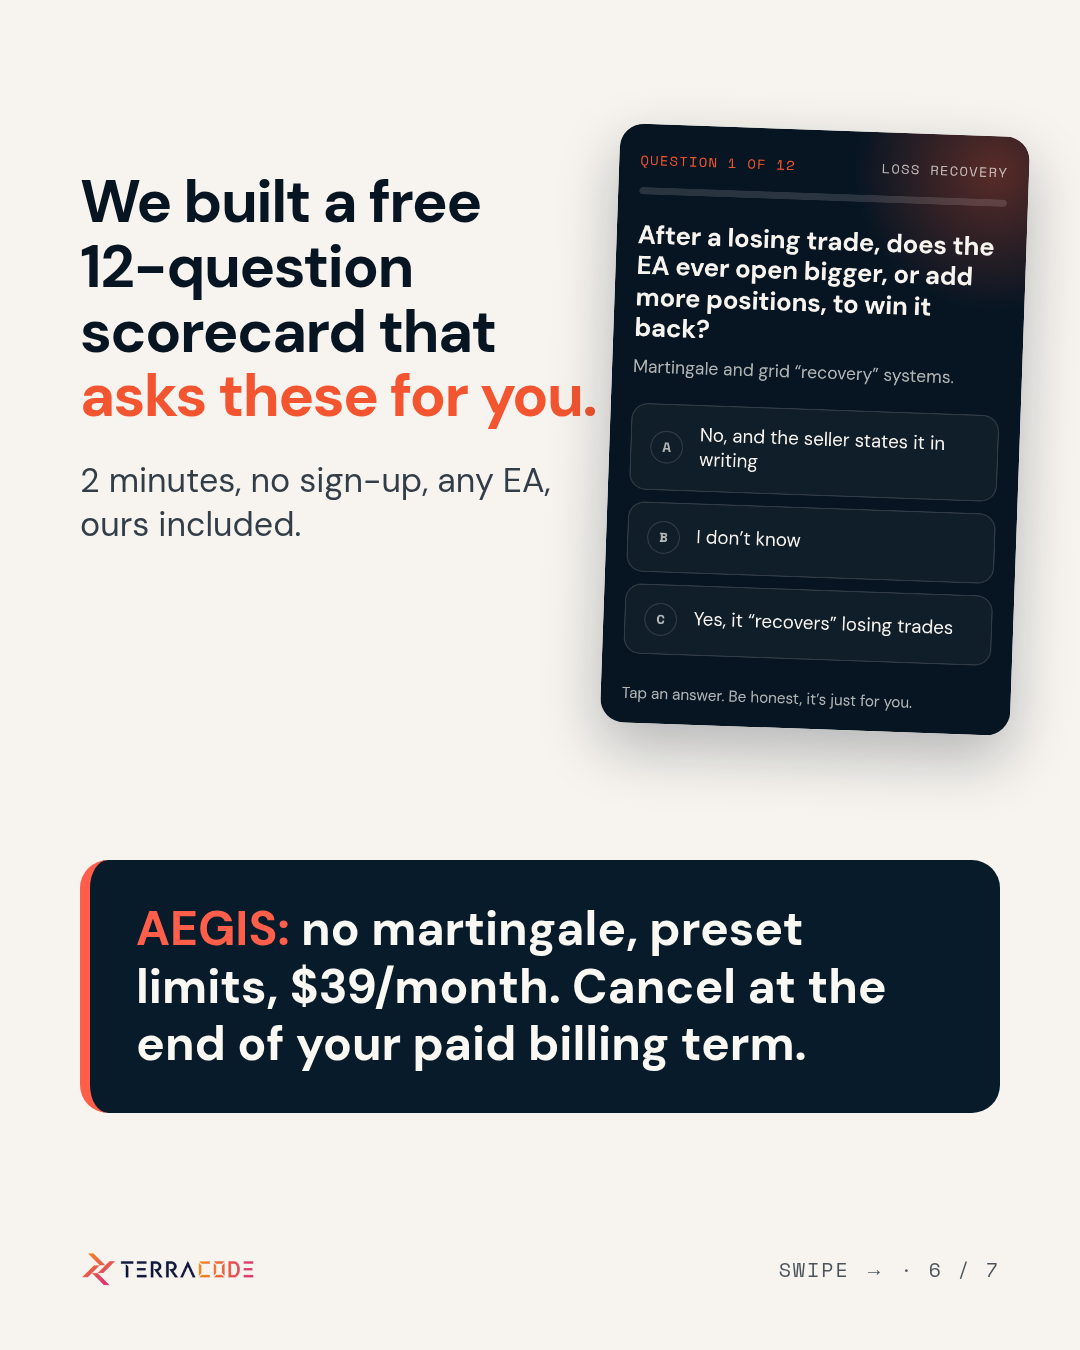 We built a free
12-question
scorecard that
asks these for you.
2 minutes, no sign-up, any EA,
ours included.
QUESTION 1 OF 12
LOSS RECOVERY
After a losing trade, does the
EA ever open bigger, or add
more positions, to win it
back?
Martingale and grid “recovery” systems.
A
No, and the seller states it in
writing
B
I don’t know
C
Yes, it “recovers” losing trades
Tap an answer. Be honest, it’s just for you.
AEGIS: no martingale, preset
limits, $39/month. Cancel at the
end of your paid billing term.
TERRACODE
SWIPE → · 6 / 7